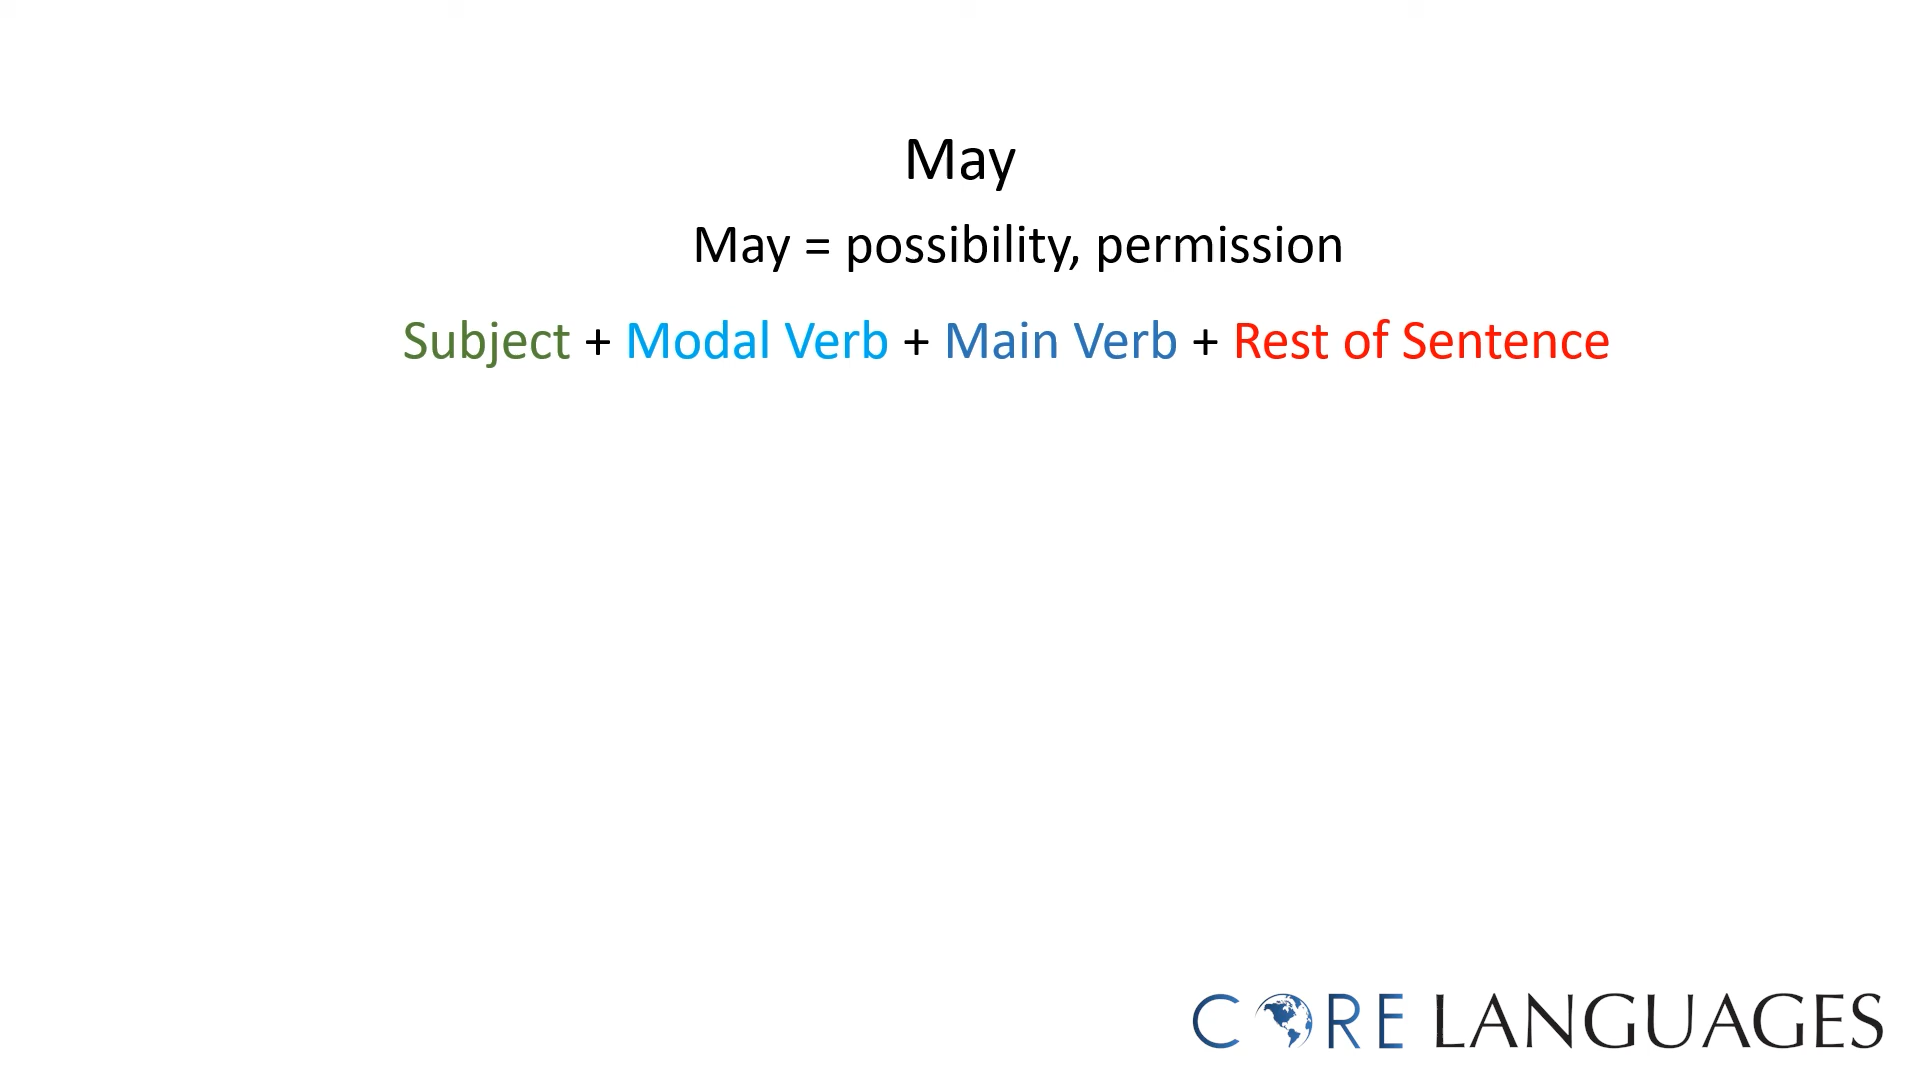 May
May = possibility, permission
Subject + Modal Verb + Main Verb + Rest of Sentence
CORE LANGUAGES